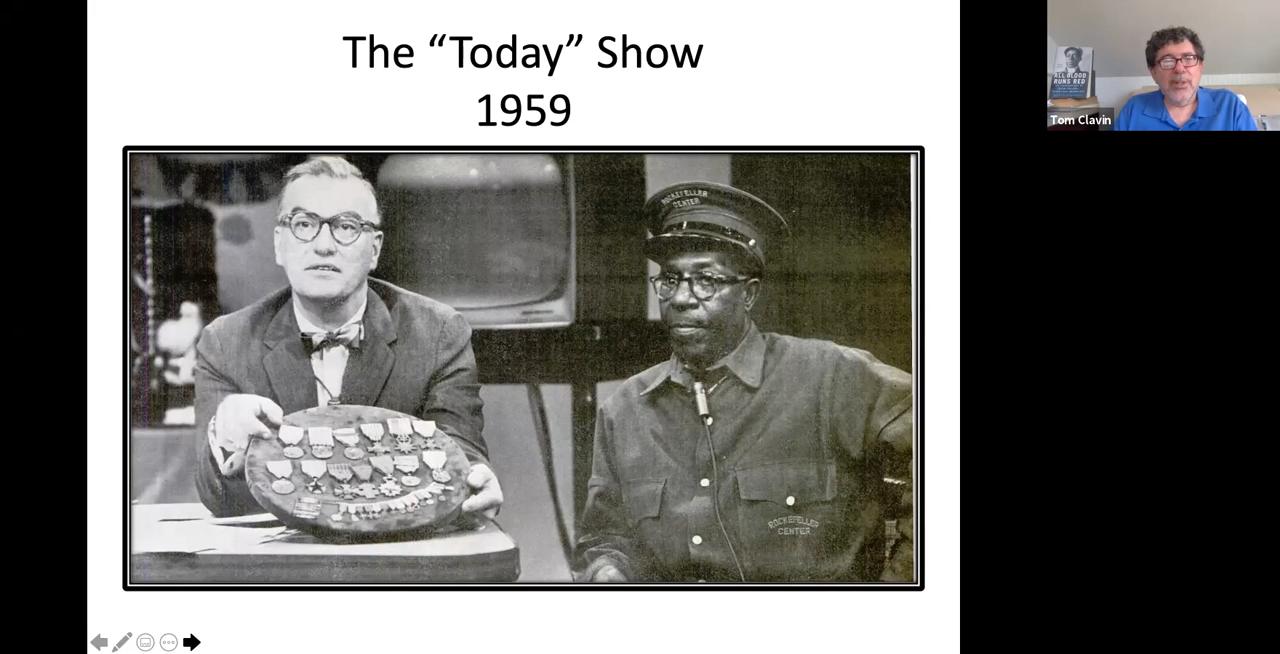 The “Today” Show
1959
ROCKEFELLER
CENTER
ROCKEFELLER
CENTER
ALL BLOOD
RUNS RED
Tom Clavin